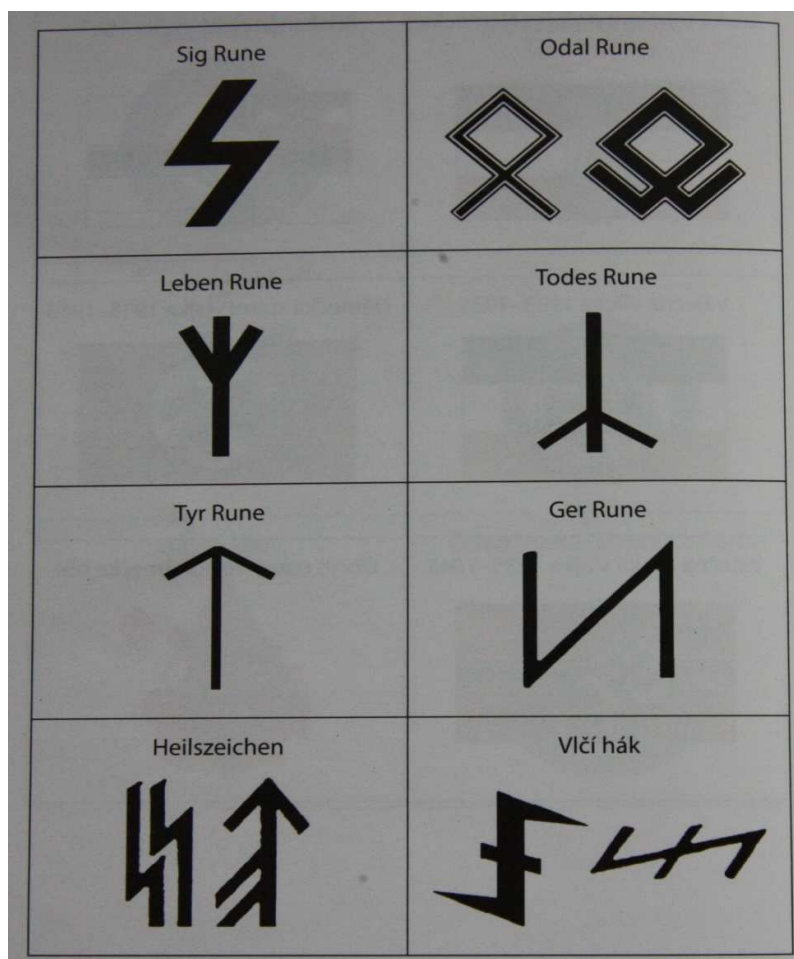 Sig Rune
Odal Rune
Leben Rune
Todes Rune
Tyr Rune
Ger Rune
Heilszeichen
Vlčí hák